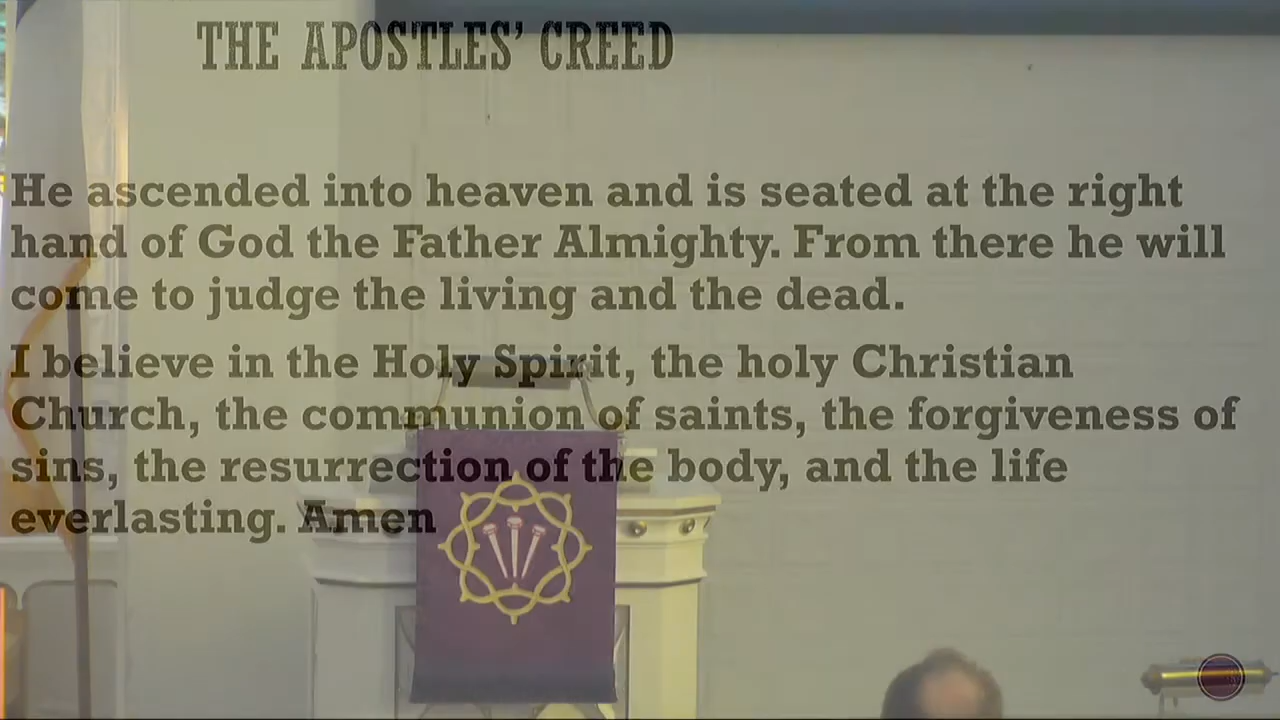 THE APOSTLES’ CREED
He ascended into heaven and is seated at the right
hand of God the Father Almighty. From there he will
come to judge the living and the dead.
I believe in the Holy Spirit, the holy Christian
Church, the communion of saints, the forgiveness of
sins, the resurrection of the body, and the life
everlasting. Amen